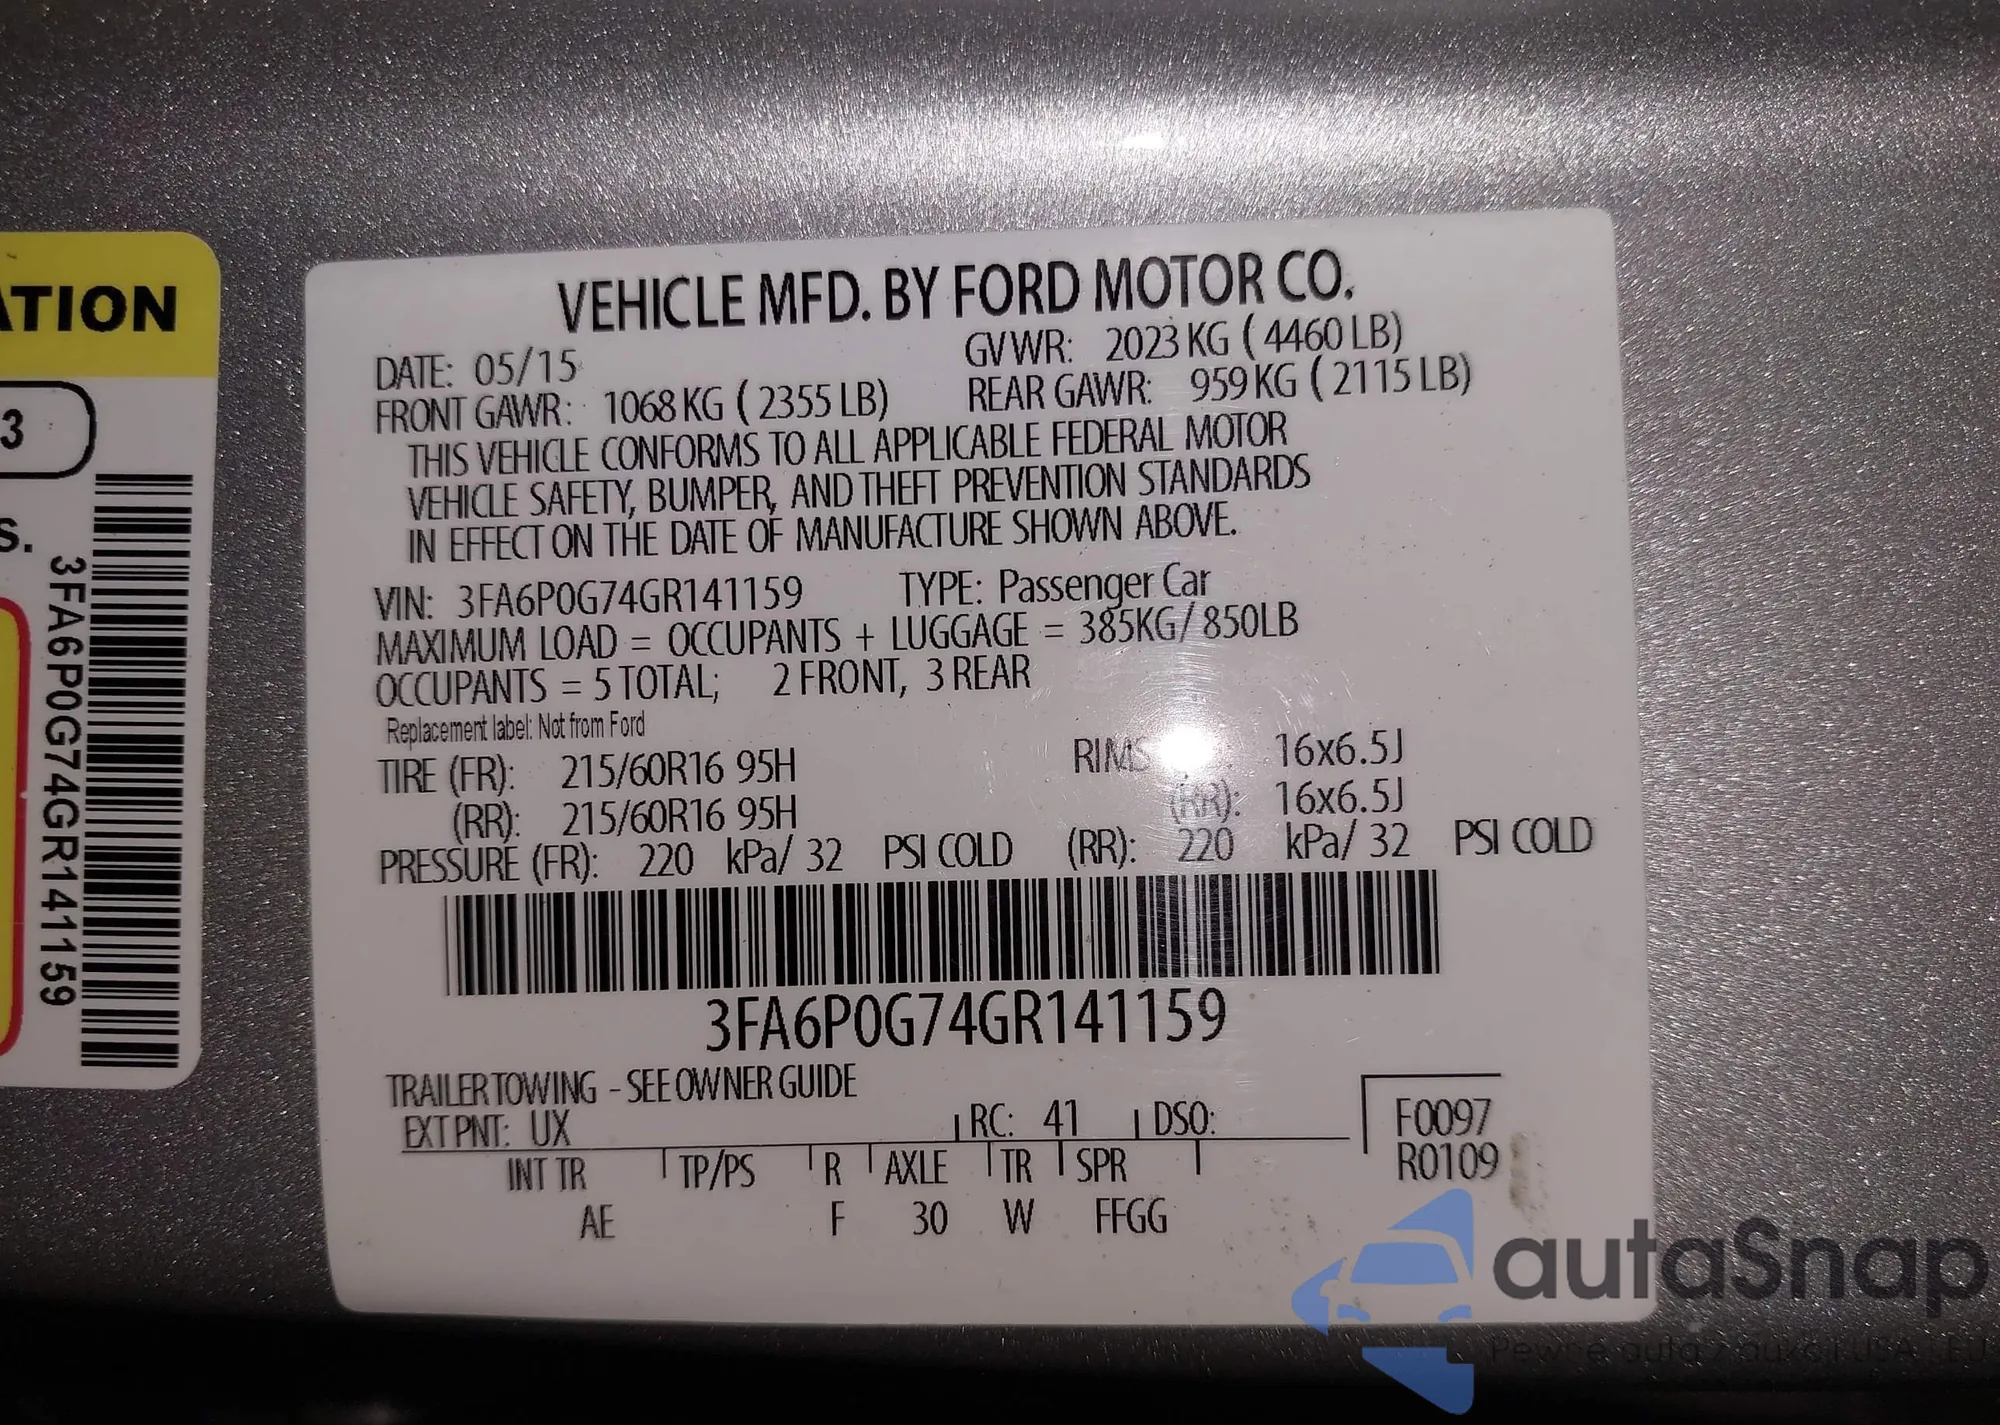 ATION
3
S.
3FA6P0G74GR141159
VEHICLE MFD. BY FORD MOTOR CO.
DATE: 05/15 GVWR: 2023 KG ( 4460 LB)
FRONT GAWR: 1068 KG ( 2355 LB) REAR GAWR: 959 KG ( 2115 LB)
THIS VEHICLE CONFORMS TO ALL APPLICABLE FEDERAL MOTOR
VEHICLE SAFETY, BUMPER, AND THEFT PREVENTION STANDARDS
IN EFFECT ON THE DATE OF MANUFACTURE SHOWN ABOVE.
VIN: 3FA6P0G74GR141159 TYPE: Passenger Car
MAXIMUM LOAD = OCCUPANTS + LUGGAGE = 385KG/ 850LB
OCCUPANTS = 5 TOTAL; 2 FRONT, 3 REAR
Replacement label: Not from Ford
TIRE (FR): 215/60R16 95H RIMS 16x6.5J
(RR): 215/60R16 95H (RR): 16x6.5J
PRESSURE (FR): 220 kPa/ 32 PSI COLD (RR): 220 kPa/ 32 PSI COLD
3FA6P0G74GR141159
TRAILER TOWING - SEE OWNER GUIDE
EXT PNT: UX RC: 41 DSO: F0097
INT TR TP/PS R AXLE TR SPR R0109
AE F 30 W FFGG
autaSnap
Pewne auta z aukcji USA i EU